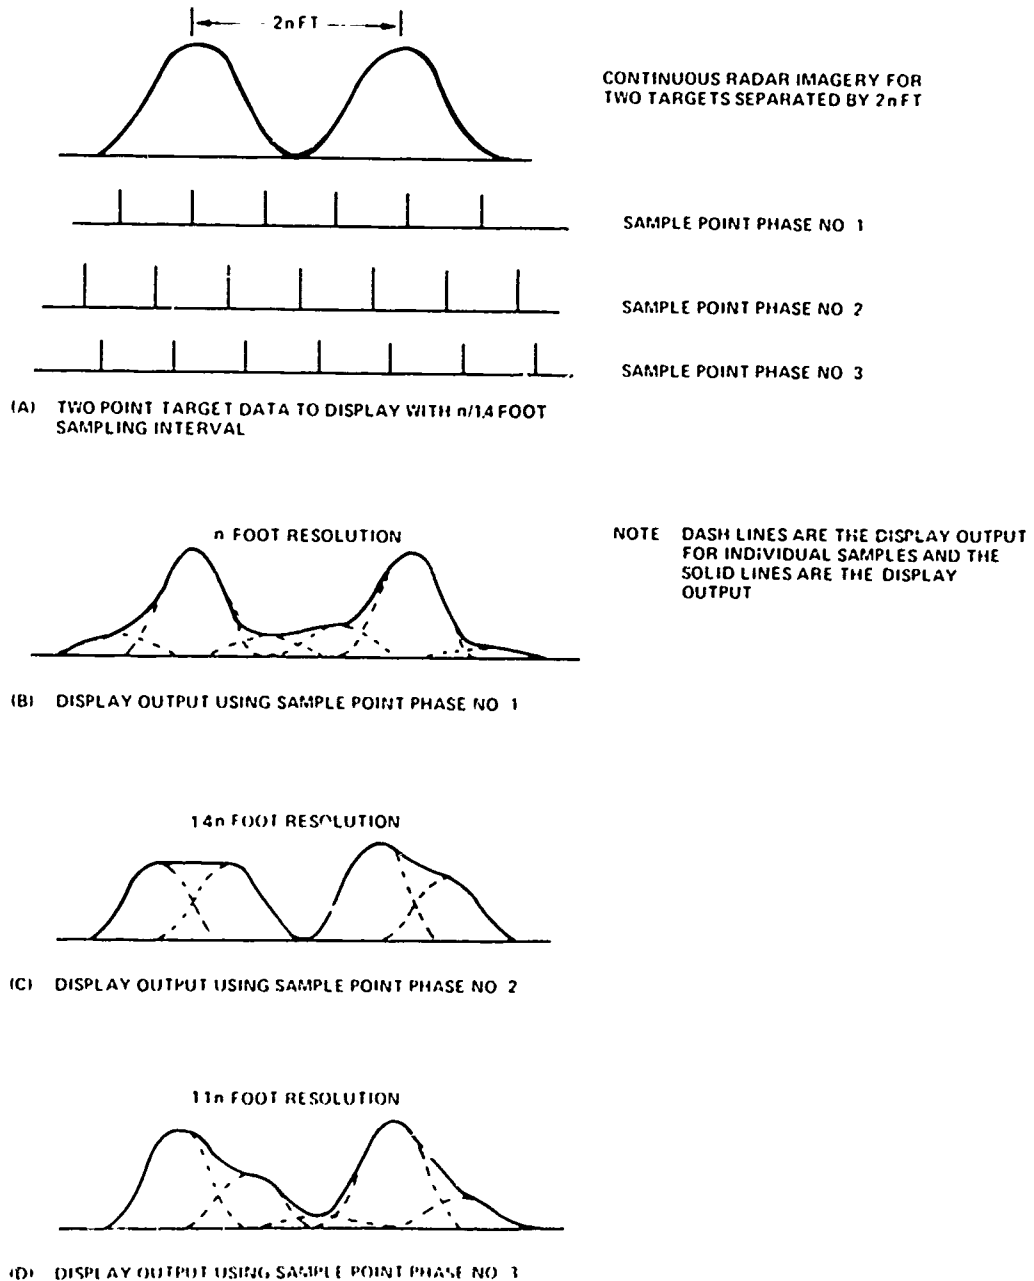 2nFT
CONTINUOUS RADAR IMAGERY FOR
TWO TARGETS SEPARATED BY 2nFT
SAMPLE POINT PHASE NO 1
SAMPLE POINT PHASE NO 2
SAMPLE POINT PHASE NO 3
(A) TWO POINT TARGET DATA TO DISPLAY WITH n/1.4 FOOT
SAMPLING INTERVAL
n FOOT RESOLUTION
NOTE DASH LINES ARE THE DISPLAY OUTPUT
FOR INDIVIDUAL SAMPLES AND THE
SOLID LINES ARE THE DISPLAY
OUTPUT
(B) DISPLAY OUTPUT USING SAMPLE POINT PHASE NO 1
1 4n FOOT RESOLUTION
(C) DISPLAY OUTPUT USING SAMPLE POINT PHASE NO 2
1 1n FOOT RESOLUTION
(D) DISPLAY OUTPUT USING SAMPLE POINT PHASE NO 3